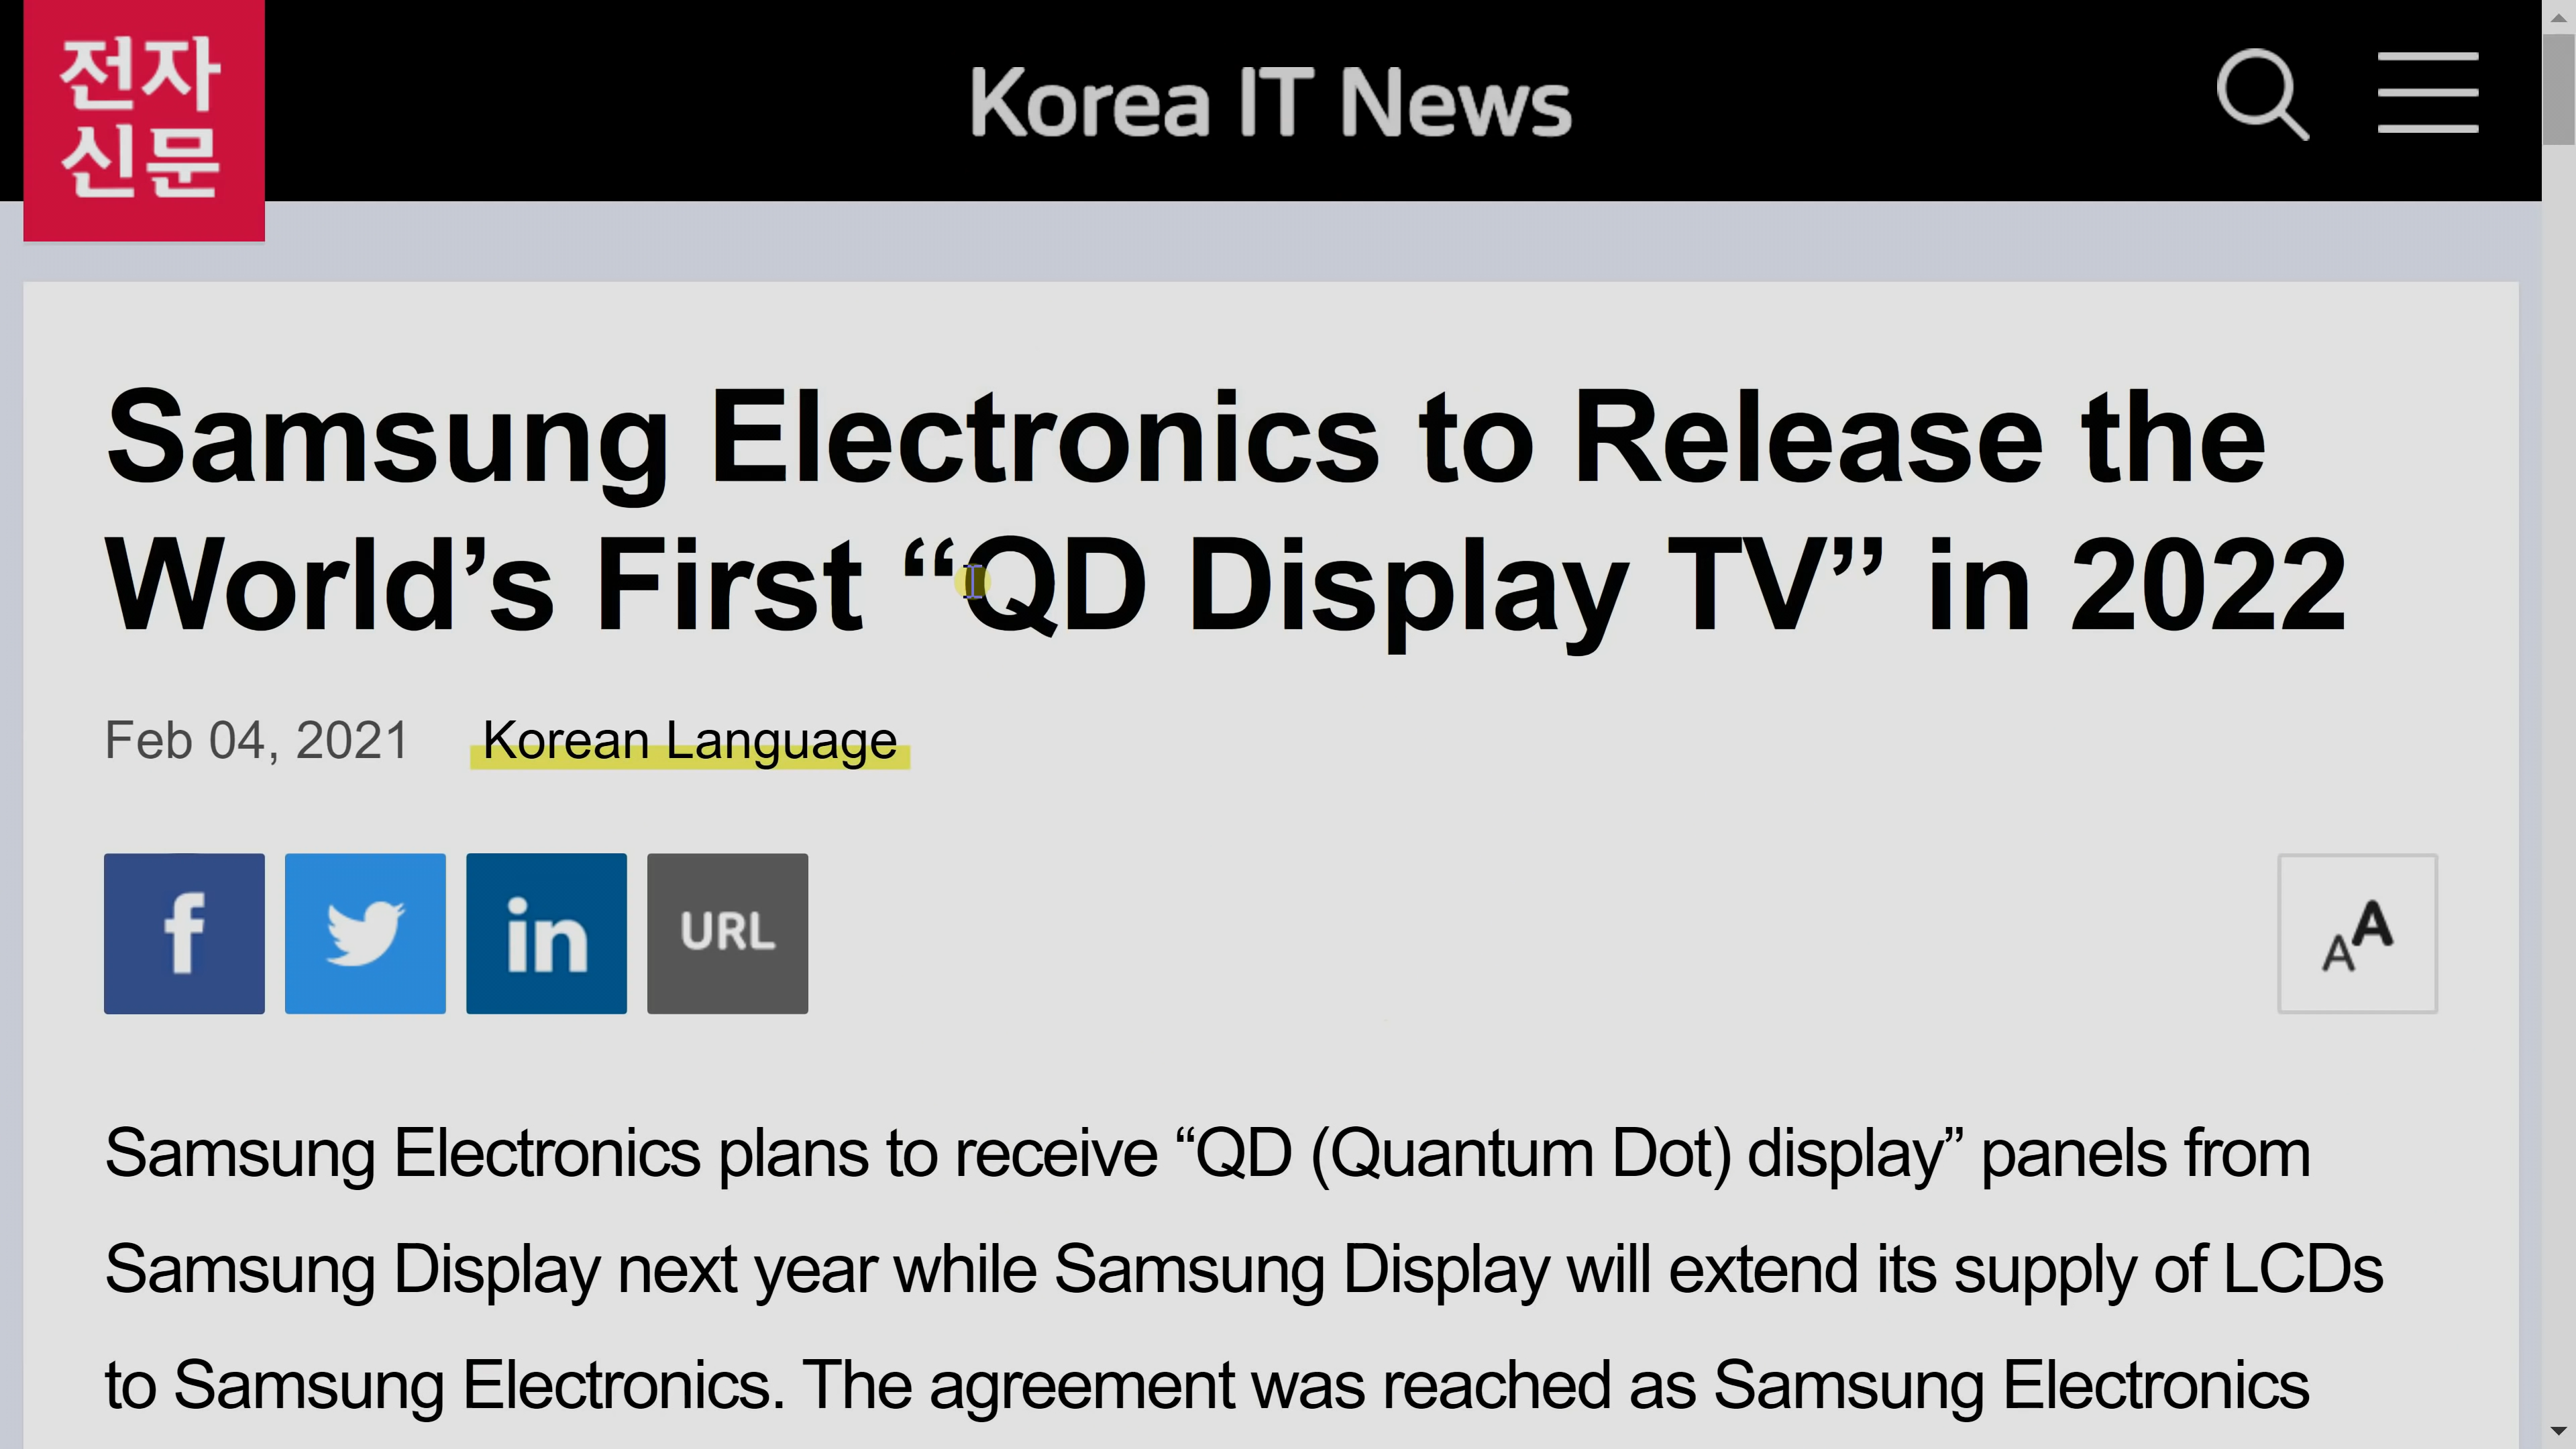 전자
신문
Korea IT News
Samsung Electronics to Release the
World’s First “QD Display TV” in 2022
Feb 04, 2021 Korean Language
f
in
URL
AA
Samsung Electronics plans to receive “QD (Quantum Dot) display” panels from
Samsung Display next year while Samsung Display will extend its supply of LCDs
to Samsung Electronics. The agreement was reached as Samsung Electronics